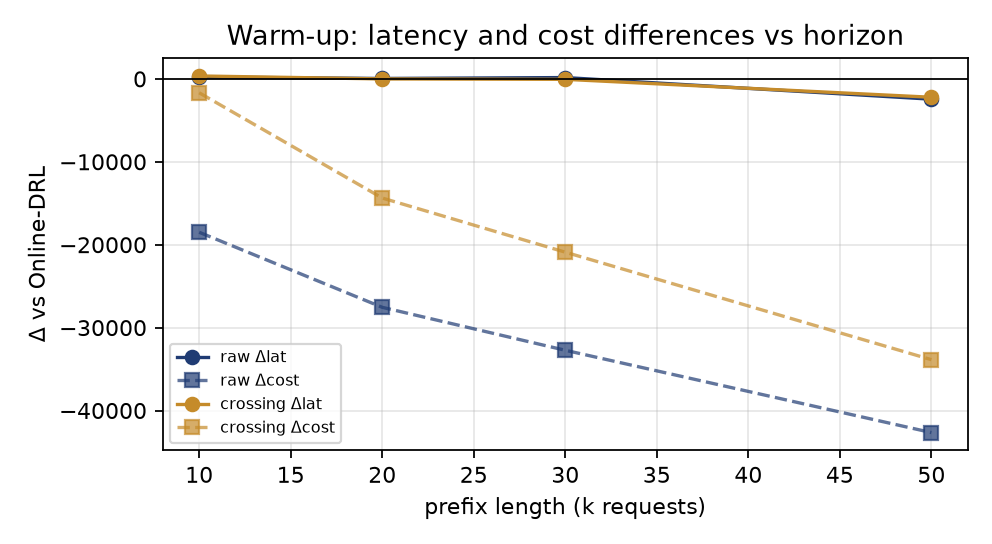 Warm-up: latency and cost differences vs horizon
Δ vs Online-DRL
0
−10000
−20000
−30000
−40000
raw Δlat
raw Δcost
crossing Δlat
crossing Δcost
10 15 20 25 30 35 40 45 50
prefix length (k requests)